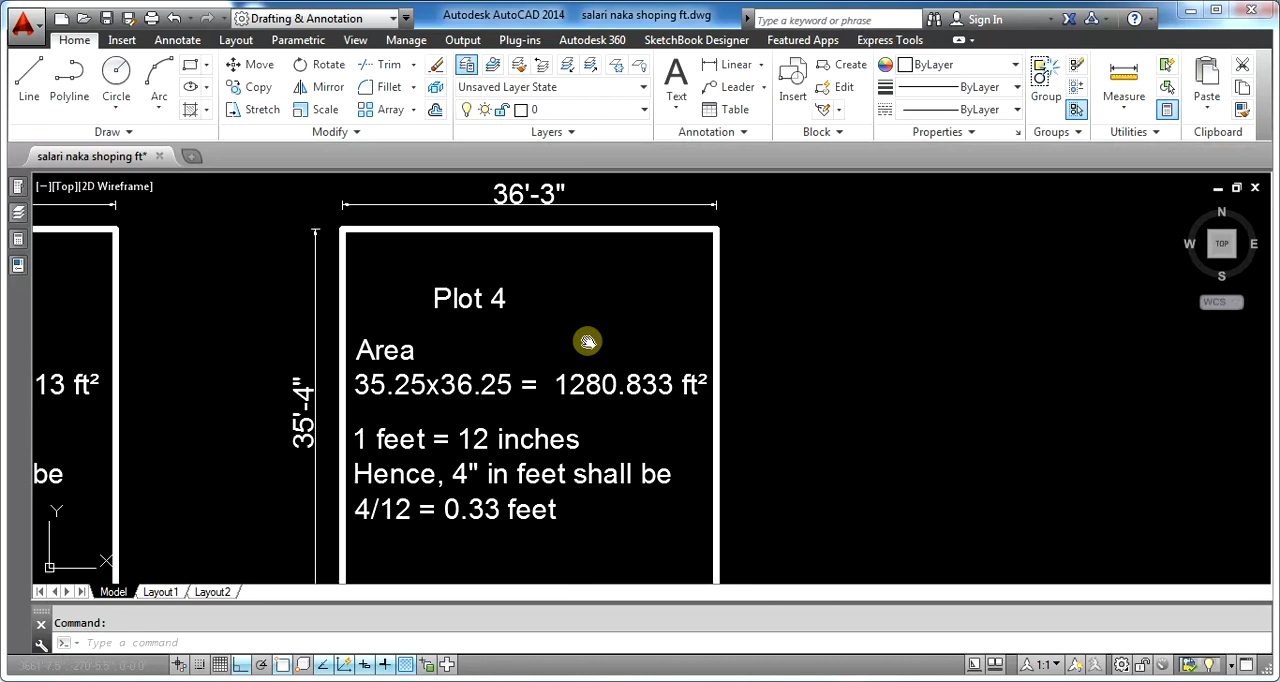 Drafting & Annotation
Autodesk AutoCAD 2014 salari naka shoping ft.dwg
Type a keyword or phrase
Sign In
Home Insert Annotate Layout Parametric View Manage Output Plug-ins Autodesk 360 SketchBook Designer Featured Apps Express Tools
Line Polyline Circle Arc
Move Rotate Trim
Copy Mirror Fillet
Stretch Scale Array
Unsaved Layer State
0
Text
Linear
Leader
Table
Insert
Create
Edit
ByLayer
ByLayer
ByLayer
Group
Measure
Paste
Draw Modify Layers Annotation Block Properties Groups Utilities Clipboard
salari naka shoping ft*
[−][Top][2D Wireframe]
36'-3"
N
W TOP E
S
WCS
Plot 4
Area
13 ft²
35.25x36.25 = 1280.833 ft²
35'-4"
1 feet = 12 inches
be
Hence, 4" in feet shall be
4/12 = 0.33 feet
Y
X
Model Layout1 Layout2
Command:
Type a command
1:1